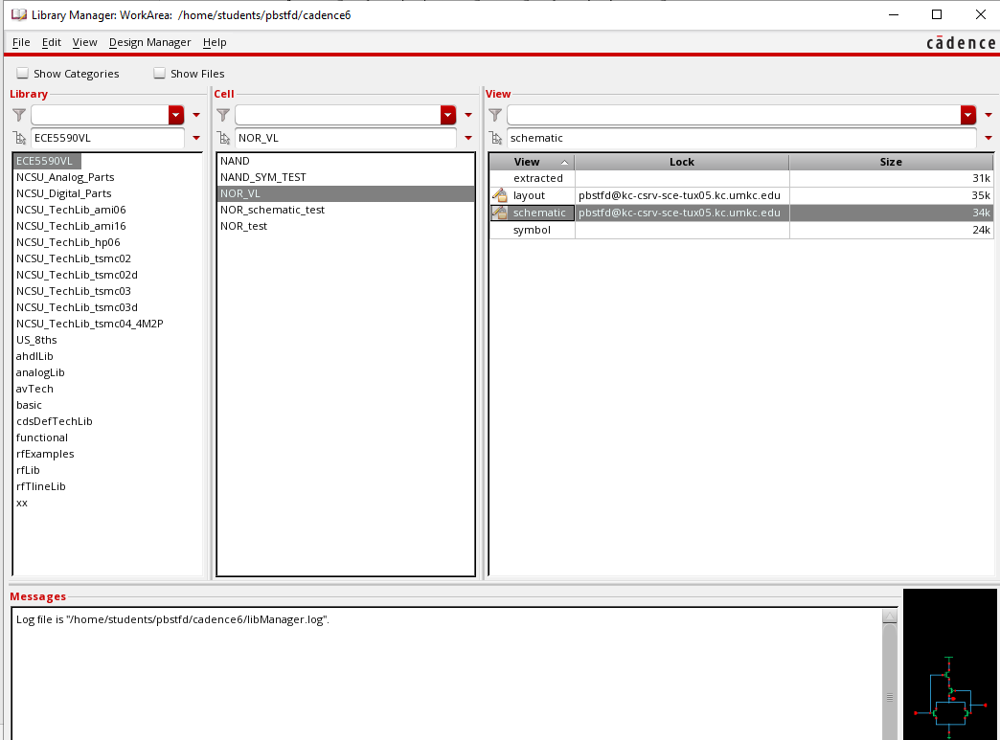 Library Manager: WorkArea: /home/students/pbstfd/cadence6
File Edit View Design Manager Help
cādence
Show Categories Show Files
Library
ECE5590VL
ECE5590VL
NCSU_Analog_Parts
NCSU_Digital_Parts
NCSU_TechLib_ami06
NCSU_TechLib_ami16
NCSU_TechLib_hp06
NCSU_TechLib_tsmc02
NCSU_TechLib_tsmc02d
NCSU_TechLib_tsmc03
NCSU_TechLib_tsmc03d
NCSU_TechLib_tsmc04_4M2P
US_8ths
ahdlLib
analogLib
avTech
basic
cdsDefTechLib
functional
rfExamples
rfLib
rfTlineLib
xx
Cell
NOR_VL
NAND
NAND_SYM_TEST
NOR_VL
NOR_schematic_test
NOR_test
View
schematic
View Lock Size
extracted 31k
layout pbstfd@kc-csrv-sce-tux05.kc.umkc.edu 35k
schematic pbstfd@kc-csrv-sce-tux05.kc.umkc.edu 34k
symbol 24k
Messages
Log file is "/home/students/pbstfd/cadence6/libManager.log".